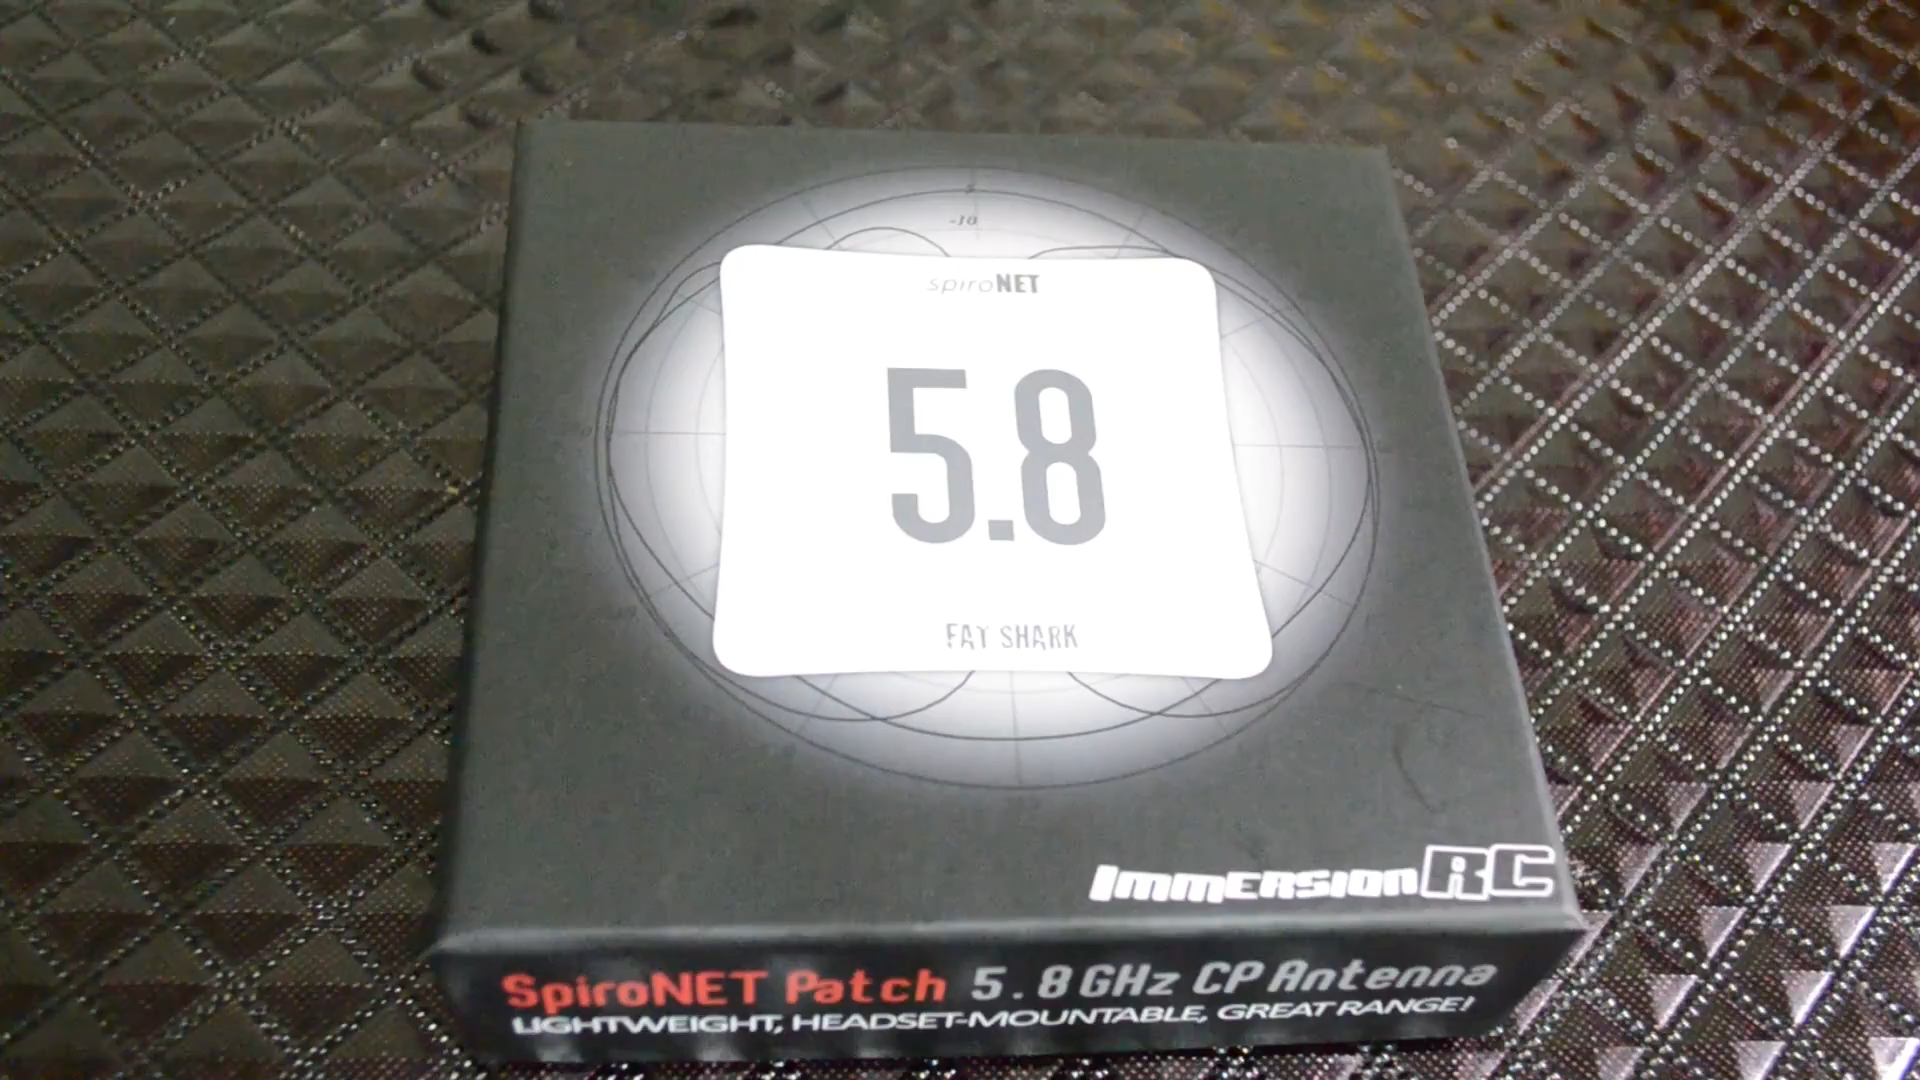 -10
spiroNET
5.8
FAT SHARK
ImmersionRC
SpiroNET Patch 5.8GHz CP Antenna
LIGHTWEIGHT, HEADSET-MOUNTABLE, GREAT RANGE!